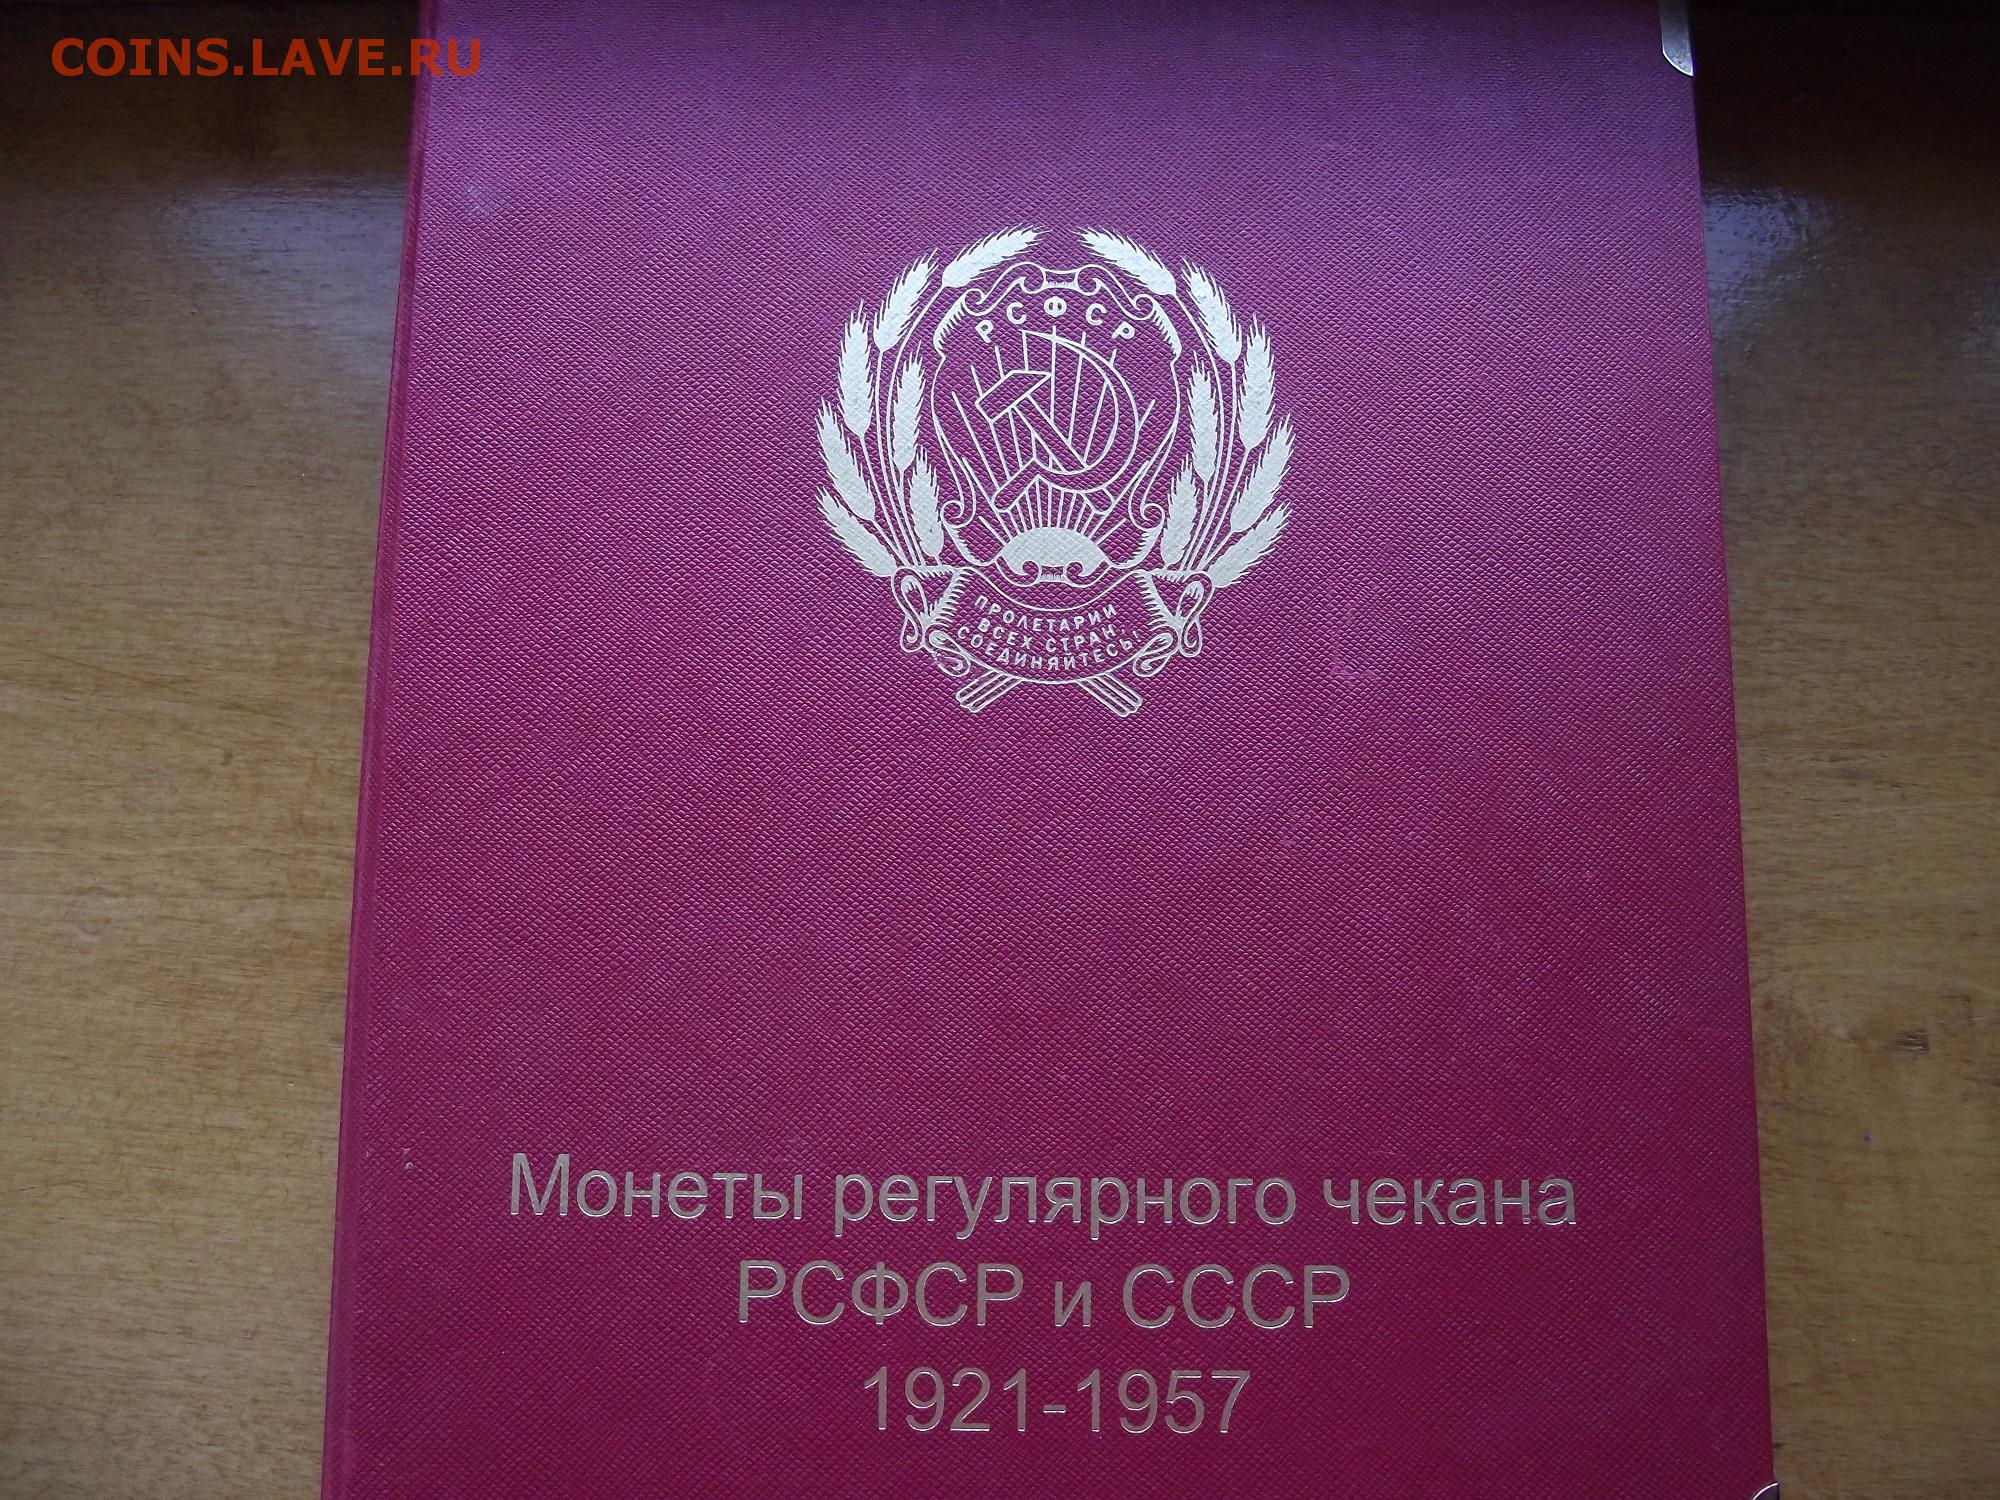 COINS.LAVE.RU
РСФСР
ПРОЛЕТАРИИ
ВСЕХ СТРАН,
СОЕДИНЯЙТЕСЬ!
Монеты регулярного чекана
РСФСР и СССР
1921-1957